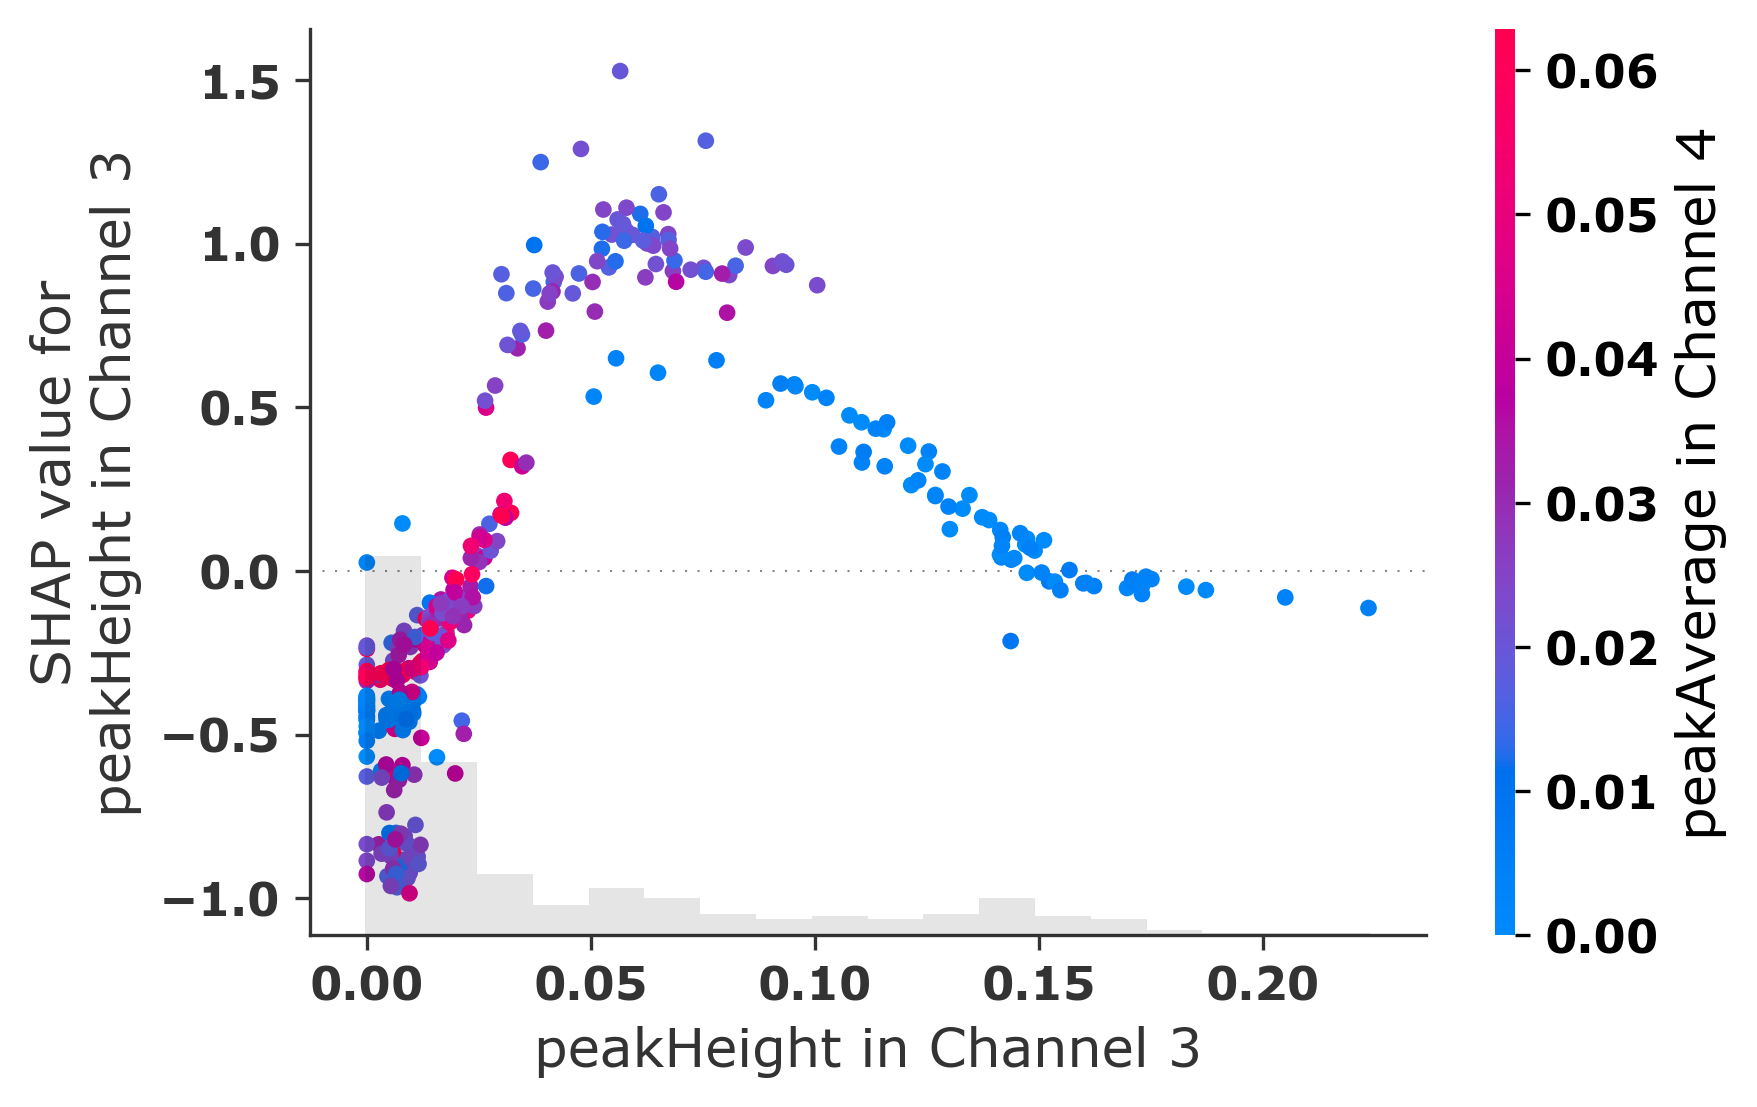 SHAP value for
peakHeight in Channel 3
1.5
1.0
0.5
0.0
−0.5
−1.0
0.00 0.05 0.10 0.15 0.20
peakHeight in Channel 3
0.06
0.05
0.04
0.03
0.02
0.01
0.00
peakAverage in Channel 4